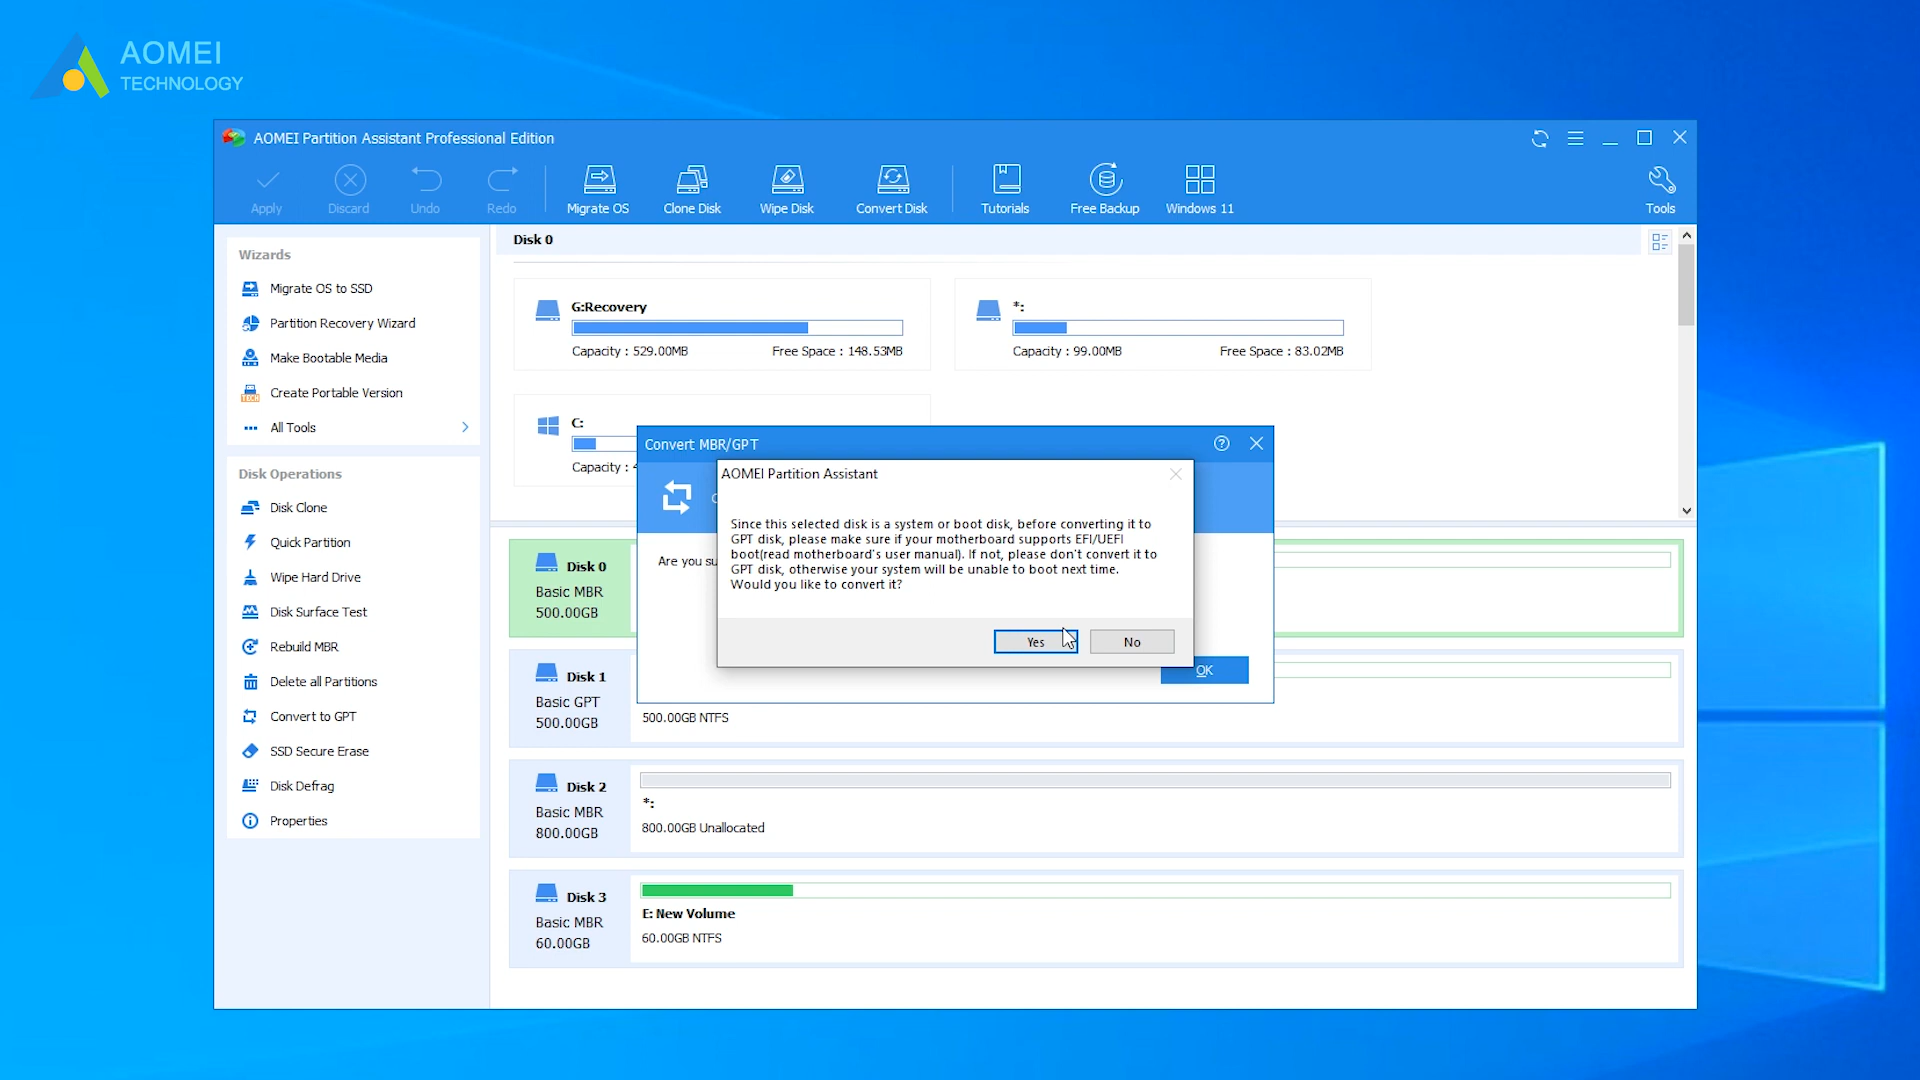 AOMEI
TECHNOLOGY
AOMEI Partition Assistant Professional Edition
Apply
Discard
Undo
Redo
Migrate OS
Clone Disk
Wipe Disk
Convert Disk
Tutorials
Free Backup
Windows 11
Tools
Wizards
Migrate OS to SSD
Partition Recovery Wizard
Make Bootable Media
TECH
Create Portable Version
All Tools
Disk Operations
Disk Clone
Quick Partition
Wipe Hard Drive
Disk Surface Test
Rebuild MBR
Delete all Partitions
Convert to GPT
SSD Secure Erase
Disk Defrag
Properties
Disk 0
G:Recovery
Capacity : 529.00MB
Free Space : 148.53MB
*:
Capacity : 99.00MB
Free Space : 83.02MB
C:
Capacity :
Convert MBR/GPT
AOMEI Partition Assistant
Since this selected disk is a system or boot disk, before converting it to
GPT disk, please make sure if your motherboard supports EFI/UEFI
boot(read motherboard's user manual). If not, please don't convert it to
GPT disk, otherwise your system will be unable to boot next time.
Would you like to convert it?
Yes
No
Are you su
OK
Disk 0
Basic MBR
500.00GB
Disk 1
Basic GPT
500.00GB
500.00GB NTFS
Disk 2
Basic MBR
800.00GB
*:
800.00GB Unallocated
Disk 3
Basic MBR
60.00GB
E: New Volume
60.00GB NTFS